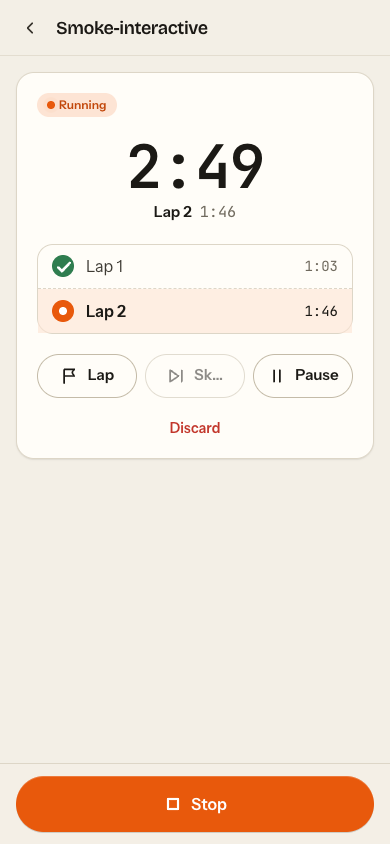 Smoke-interactive
Running
2:49
Lap 2 1:46
Lap 1 1:03
Lap 2 1:46
Lap Sk... Pause
Discard
Stop